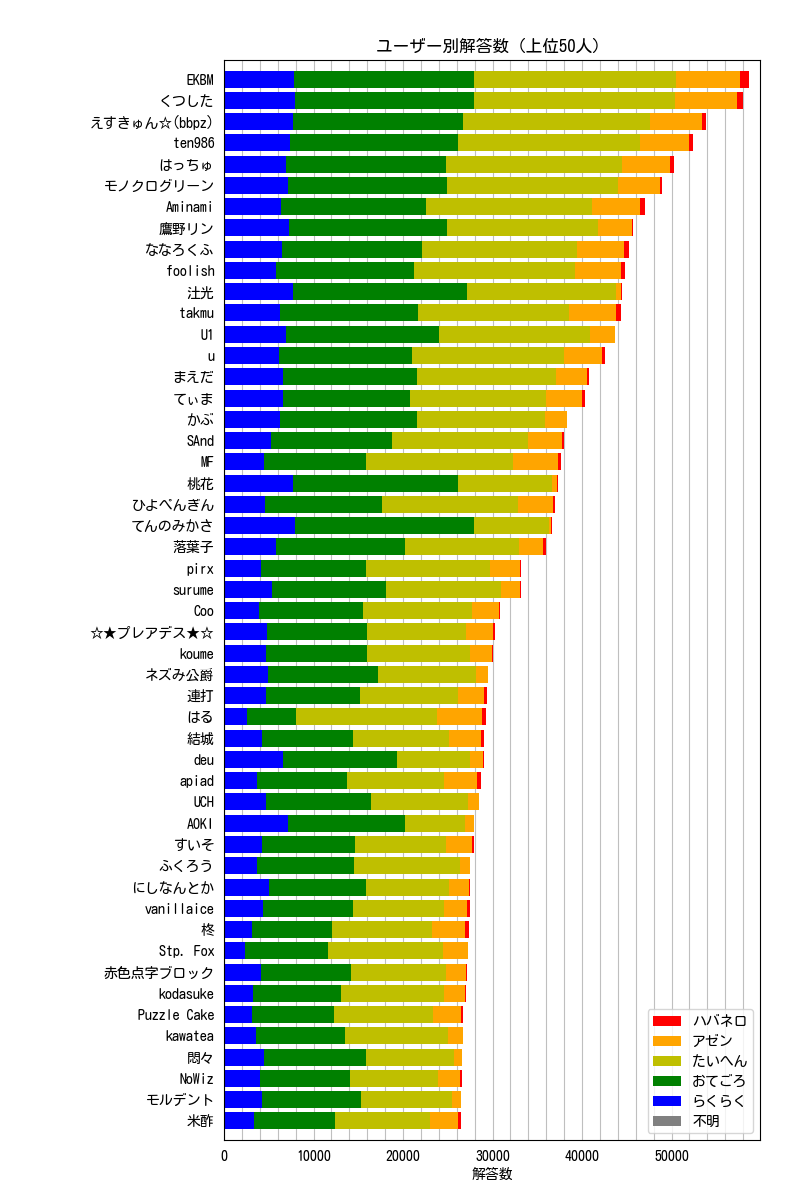 ユーザー別解答数 (上位50人)
EKBM
くつした
えすきゅん☆(bbpz)
ten986
はっちゅ
モノクログリーン
Aminami
鷹野リン
ななろくふ
foolish
汢光
takmu
U1
u
まえだ
てぃま
かぶ
SAnd
MF
桃花
ひよぺんぎん
てんのみかさ
落葉子
pirx
surume
Coo
☆★プレアデス★☆
koume
ネズみ公爵
連打
はる
結城
deu
apiad
UCH
AOKI
すいそ
ふくろう
にしなんとか
vanillaice
柊
Stp. Fox
赤色点字ブロック
kodasuke
Puzzle Cake
kawatea
悶々
NoWiz
モルデント
米酢
ハバネロ
アゼン
たいへん
おてごろ
らくらく
不明
0 10000 20000 30000 40000 50000
解答数